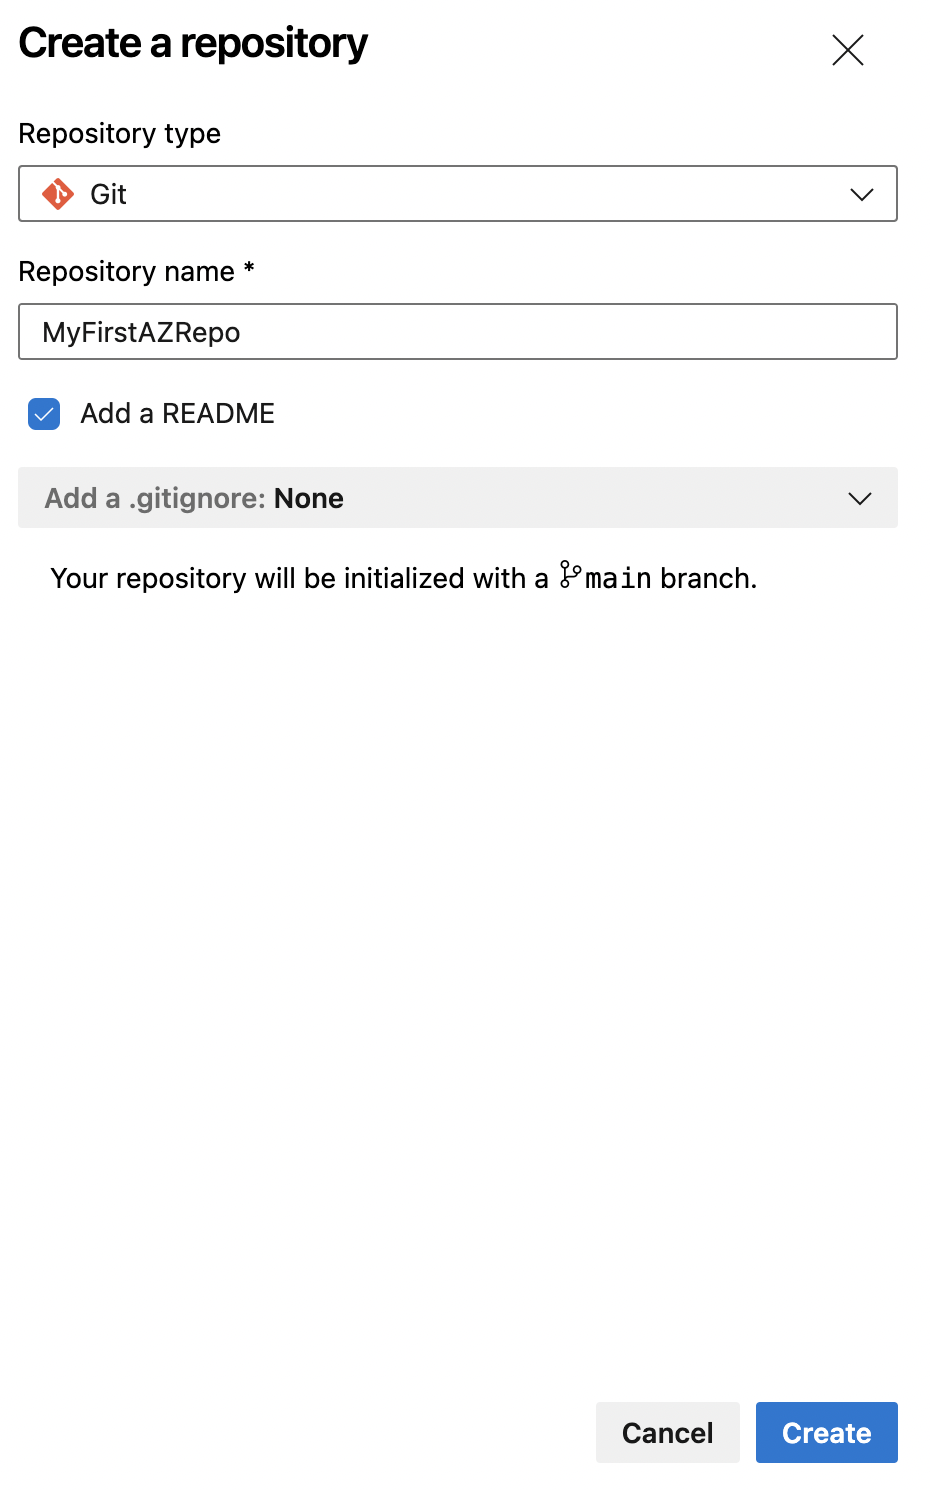 Create a repository
Repository type
Git
Repository name *
MyFirstAZRepo
Add a README
Add a .gitignore: None
Your repository will be initialized with a main branch.
Cancel
Create